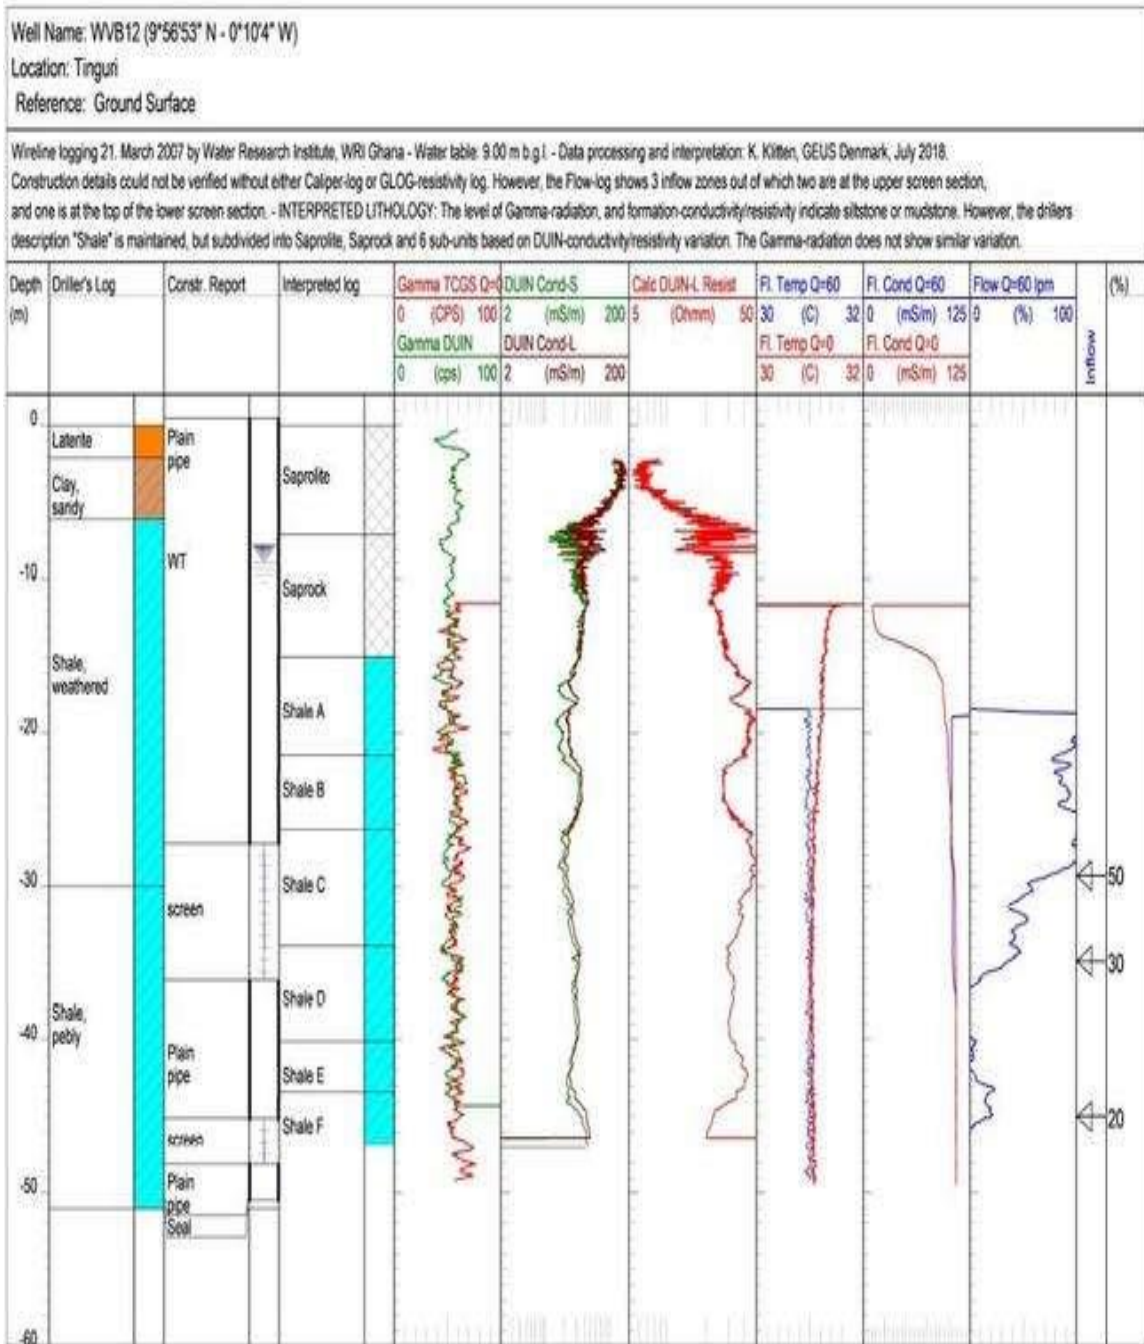 Well Name: WVB12 (9°56'53" N - 0°10'4" W)
Location: Tinguri
Reference: Ground Surface
Wireline logging 21. March 2007 by Water Research Institute, WRI Ghana - Water table: 9.00 m b.g.l. - Data processing and interpretation: K. Klitten, GEUS Denmark, July 2018.
Construction details could not be verified without either Caliper-log or GLOG-resistivity log. However, the Flow-log shows 3 inflow zones out of which two are at the upper screen section,
and one is at the top of the lower screen section. - INTERPRETED LITHOLOGY: The level of Gamma-radiation, and formation-conductivity/resistivity indicate siltstone or mudstone. However, the drillers
description "Shale" is maintained, but subdivided into Saprolite, Saprock and 6 sub-units based on DUIN-conductivity/resistivity variation. The Gamma-radiation does not show similar variation.
Depth Driller's Log Constr. Report Interpreted log Gamma TCGS Q=0 DUIN Cond-S Calc DUIN-L Resist Fl. Temp Q=60 Fl. Cond Q=60 Flow Q=60 lpm (%)
(m) 0 (CPS) 100 2 (mS/m) 200 5 (Ohmm) 50 30 (C) 32 0 (mS/m) 125 0 (%) 100
Gamma DUIN DUIN Cond-L Fl. Temp Q=0 Fl. Cond Q=0
0 (cps) 100 2 (mS/m) 200 30 (C) 32 0 (mS/m) 125
Inflow
0
Laterite
Plain
pipe
Clay,
sandy
Saprolite
WT
-10
Saprock
Shale,
weathered
Shale A
-20
Shale B
-30
Shale C
50
screen
30
Shale D
Shale,
pebly
-40
Plain
pipe
Shale E
Shale F
20
screen
-50
Plain
pipe
Seal
-60